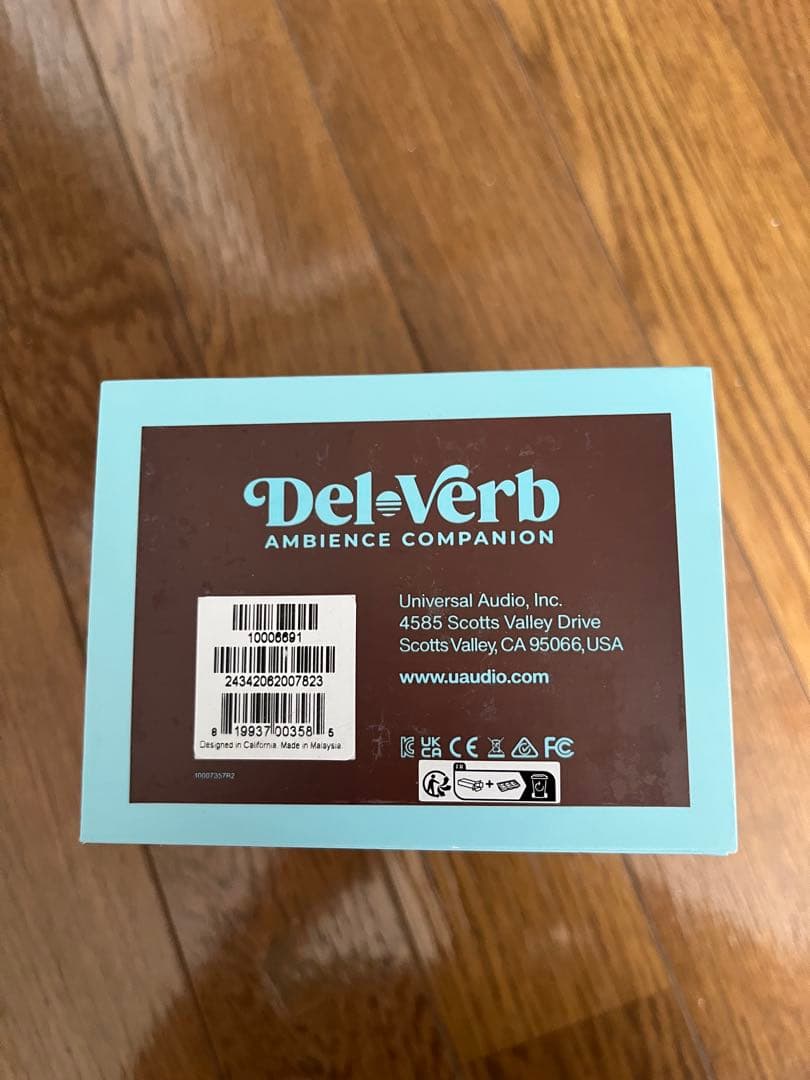 Del-Verb
AMBIENCE COMPANION
10006691
24342062007823
8 19937 00358 5
Designed in California. Made in Malaysia.
Universal Audio, Inc.
4585 Scotts Valley Drive
Scotts Valley, CA 95066, USA
www.uaudio.com
UK
CA
CE
FC
FR
10007357R2